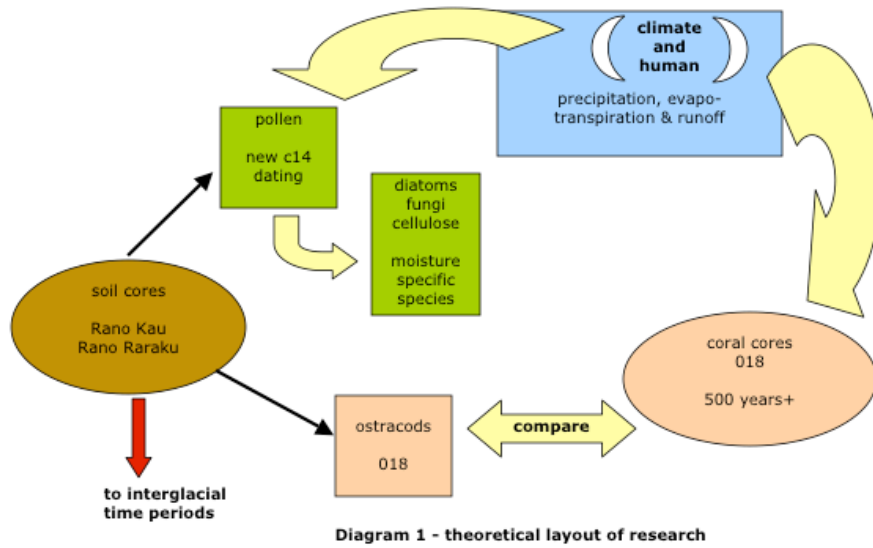 climate
and
human
precipitation, evapo-
transpiration & runoff
pollen
new c14
dating
diatoms
fungi
cellulose
moisture
specific
species
soil cores
Rano Kau
Rano Raraku
coral cores
018
500 years+
ostracods
018
compare
to interglacial
time periods
Diagram 1 - theoretical layout of research